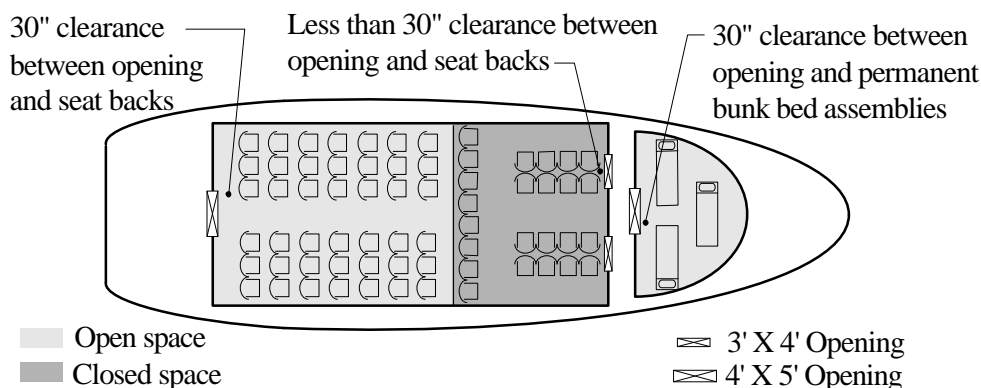 30" clearance
between opening
and seat backs
Less than 30" clearance between
opening and seat backs
30" clearance between
opening and permanent
bunk bed assemblies
Open space
Closed space
3' X 4' Opening
4' X 5' Opening